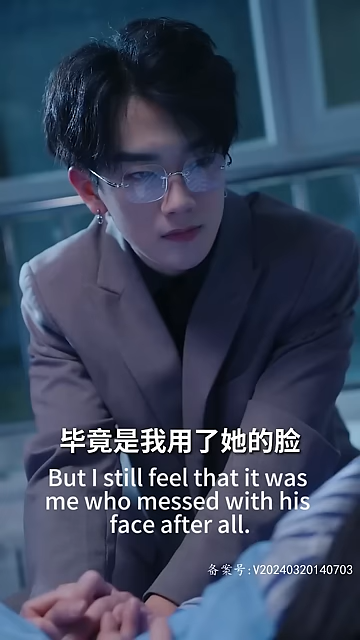 毕竟是我用了她的脸
But I still feel that it was
me who messed with his
face after all.
备案号:V20240320140703